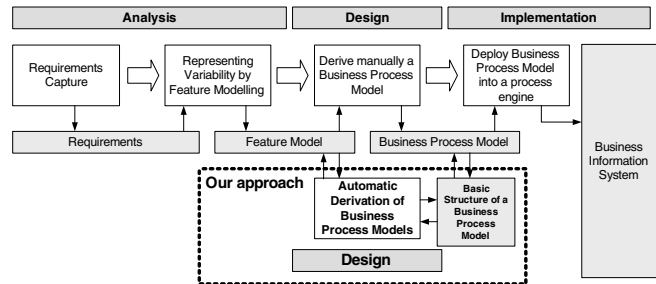 Analysis
Design
Implementation
Requirements
Capture
Representing
Variability by
Feature Modelling
Derive manually a
Business Process
Model
Deploy Business
Process Model
into a process
engine
Requirements
Feature Model
Business Process Model
Business
Information
System
Our approach
Automatic
Derivation of
Business
Process Models
Basic
Structure of a
Business
Process
Model
Design